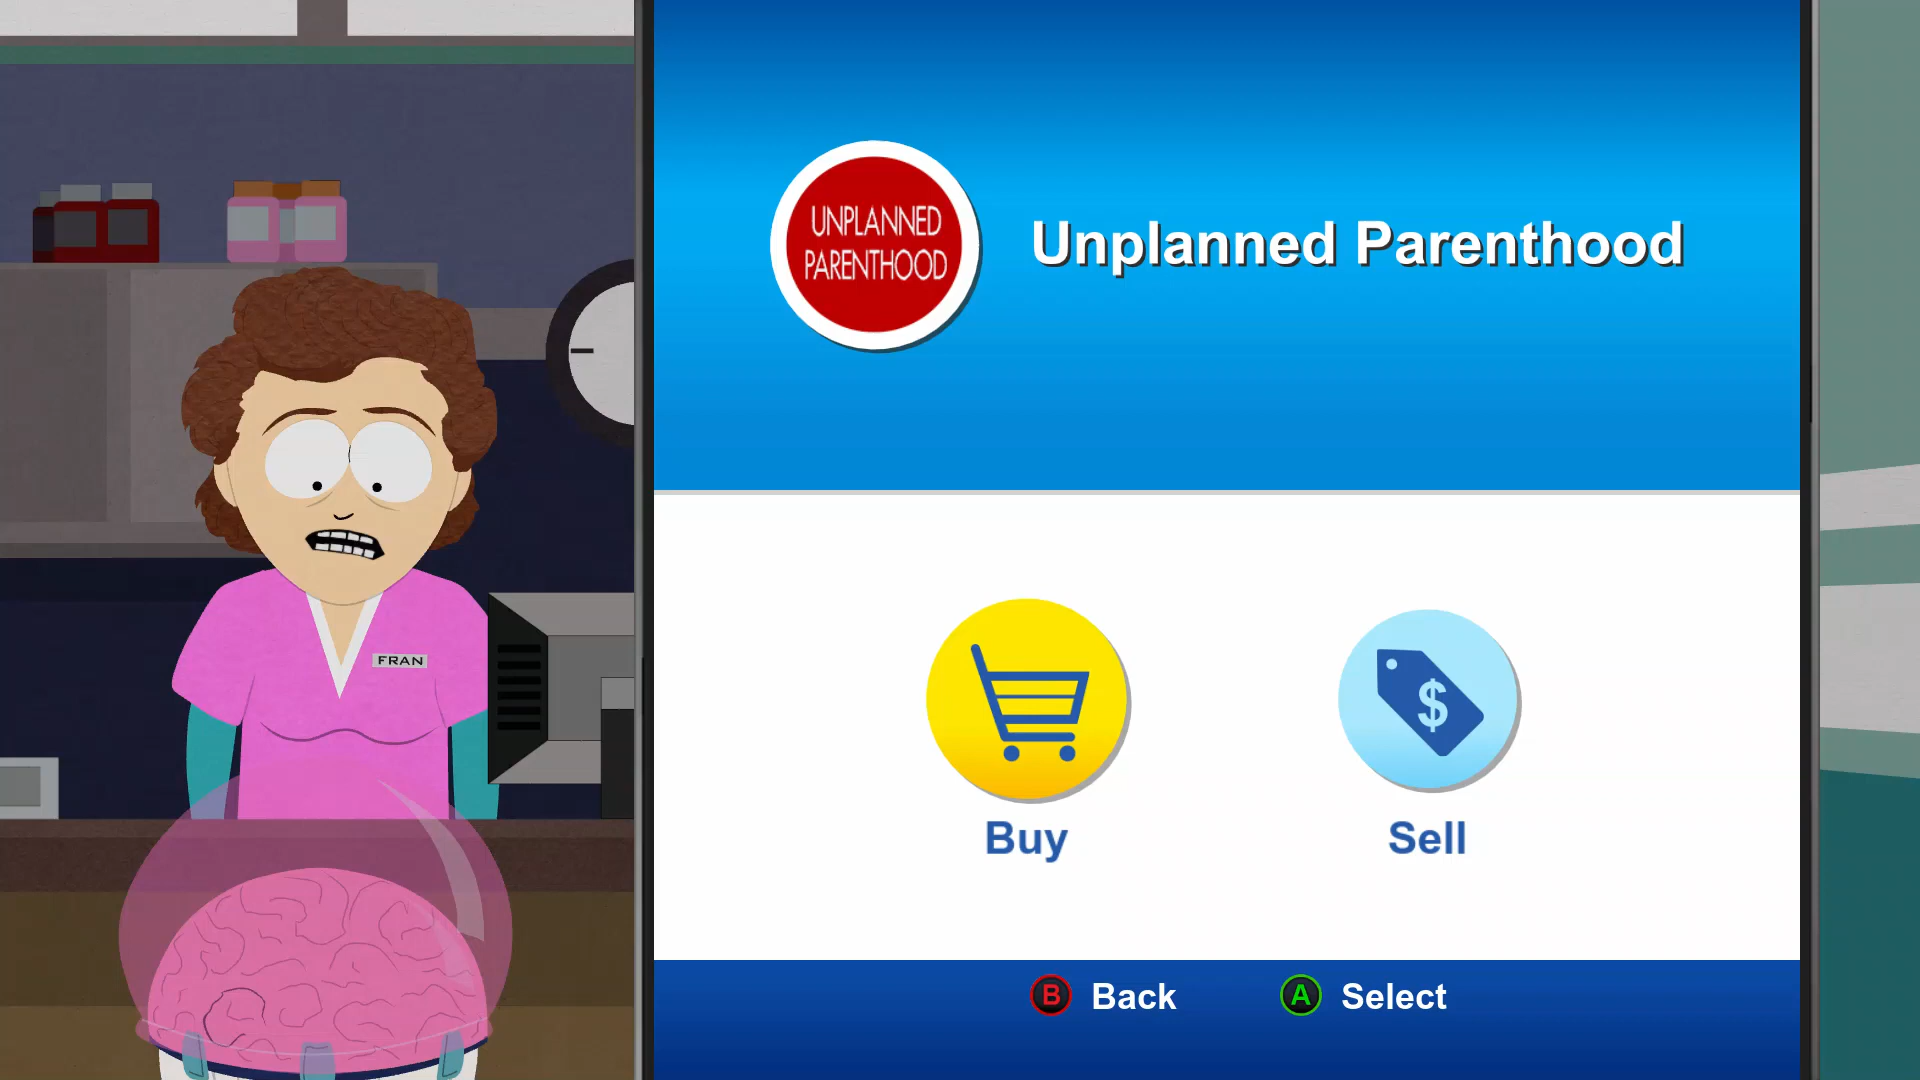 UNPLANNED
PARENTHOOD
Unplanned Parenthood
FRAN
$
Buy
Sell
B Back
A Select